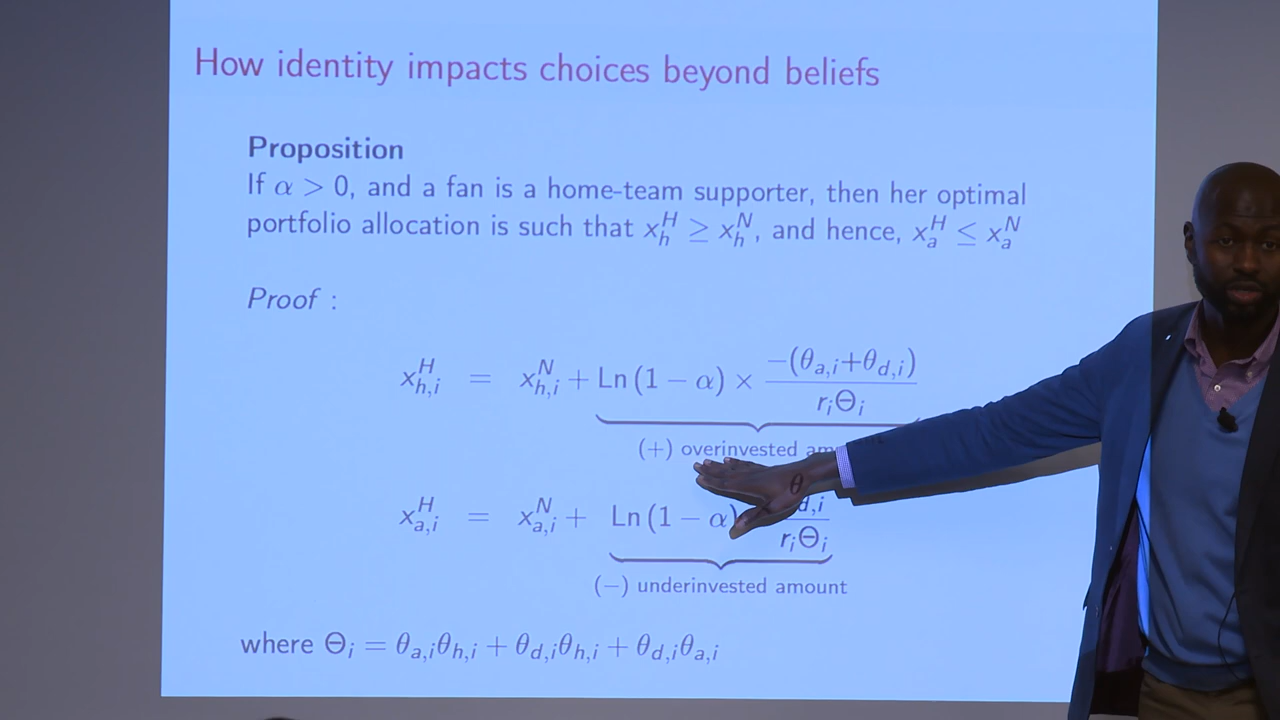 How identity impacts choices beyond beliefs
Proposition
If α > 0, and a fan is a home-team supporter, then her optimal
portfolio allocation is such that x_h^H ≥ x_h^N, and hence, x_a^H ≤ x_a^N
Proof :
x_{h,i}^H = x_{h,i}^N + Ln (1 − α) × −(θ_{a,i}+θ_{d,i}) / r_iΘ_i
(+) overinvested
x_{a,i}^H = x_{a,i}^N + Ln (1 − α) θ_{d,i} / r_iΘ_i
(−) underinvested amount
where Θ_i = θ_{a,i}θ_{h,i} + θ_{d,i}θ_{h,i} + θ_{d,i}θ_{a,i}